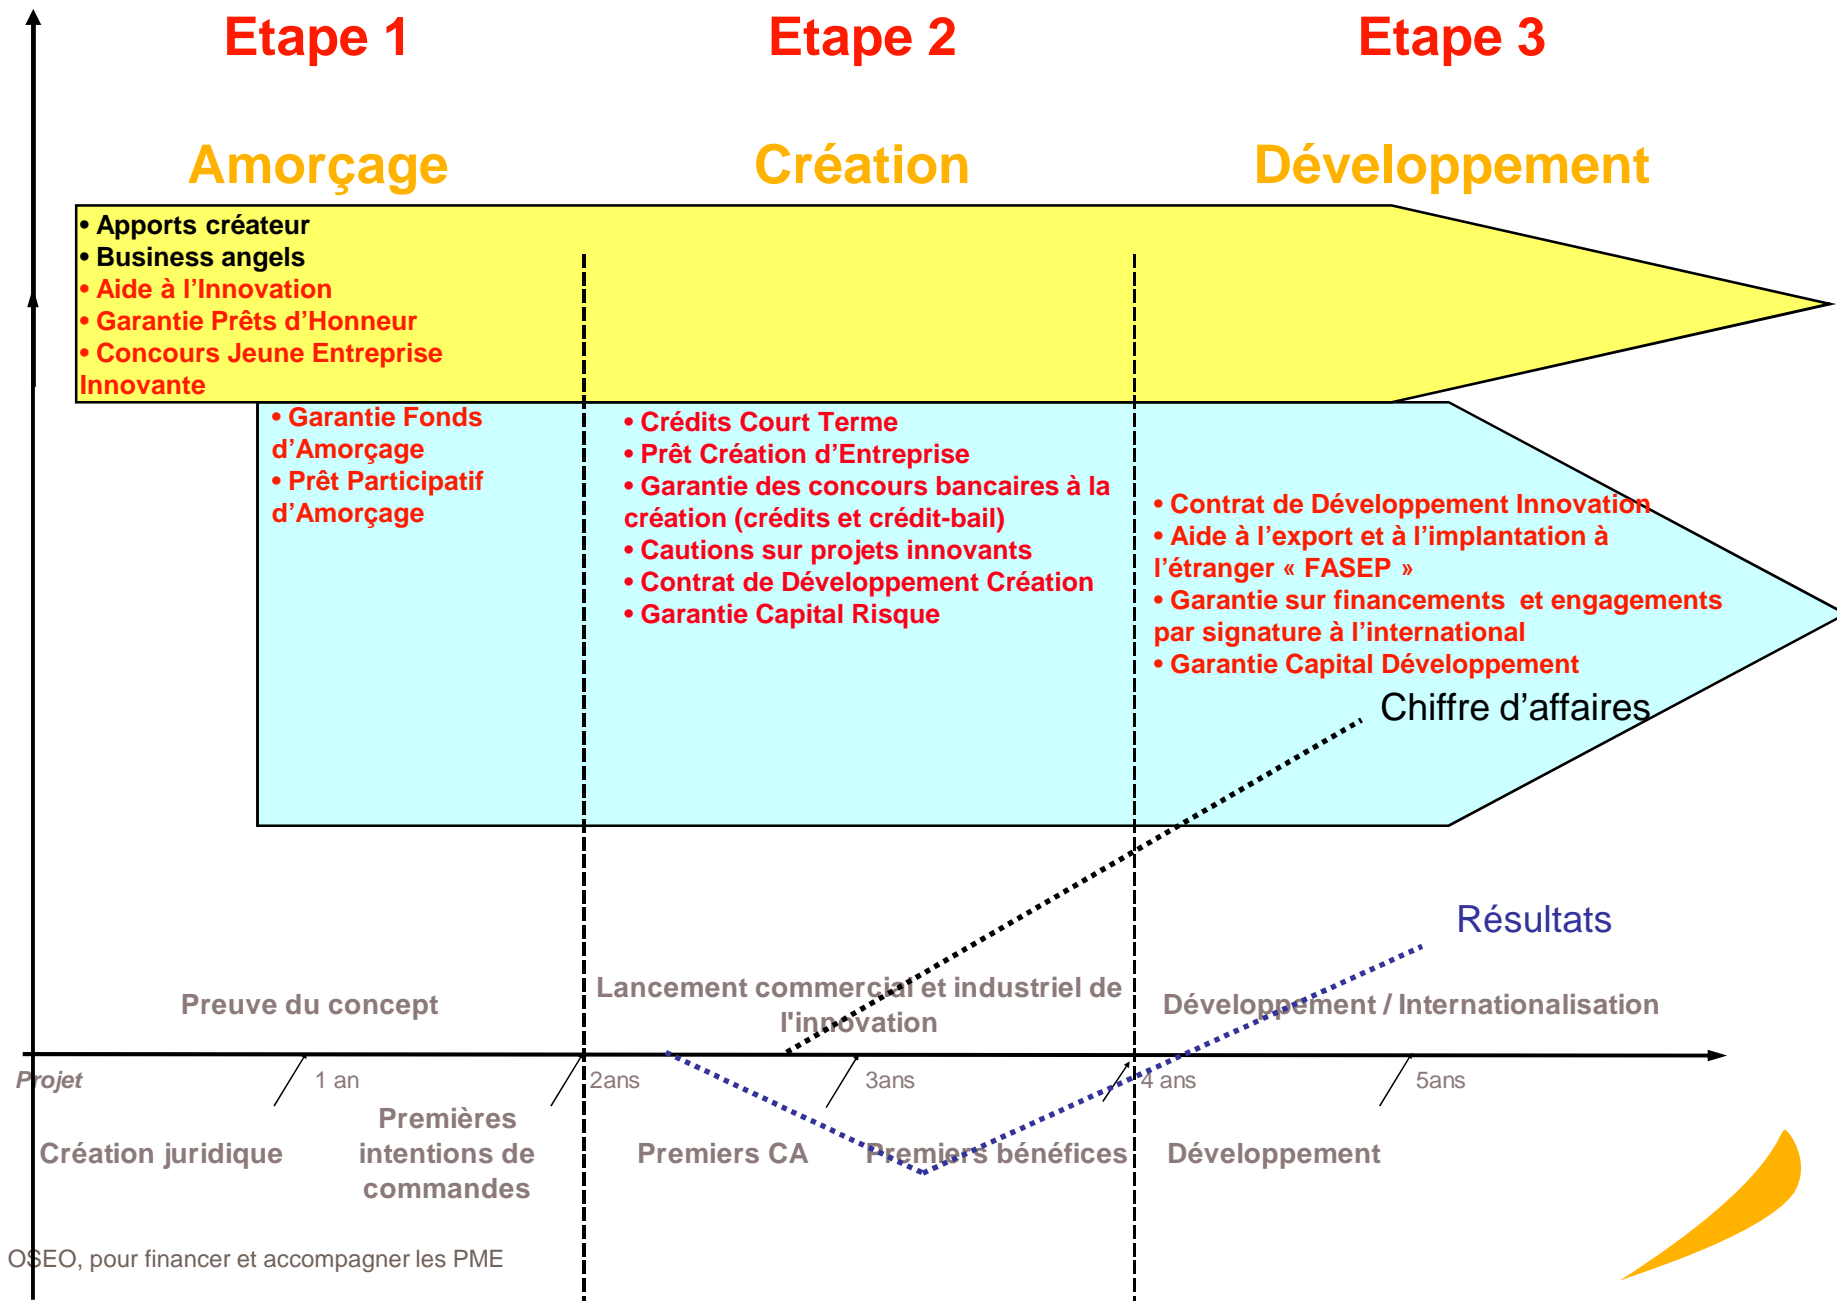 Etape 1
Etape 2
Etape 3
Amorçage
Création
Développement
• Apports créateur
• Business angels
• Aide à l’Innovation
• Garantie Prêts d’Honneur
• Concours Jeune Entreprise
Innovante
• Garantie Fonds
d’Amorçage
• Prêt Participatif
d’Amorçage
• Crédits Court Terme
• Prêt Création d’Entreprise
• Garantie des concours bancaires à la
création (crédits et crédit-bail)
• Cautions sur projets innovants
• Contrat de Développement Création
• Garantie Capital Risque
• Contrat de Développement Innovation
• Aide à l’export et à l’implantation à
l’étranger « FASEP »
• Garantie sur financements et engagements
par signature à l’international
• Garantie Capital Développement
Chiffre d’affaires
Résultats
Preuve du concept
Lancement commercial et industriel de
l'innovation
Développement / Internationalisation
Projet
1 an
2ans
3ans
4 ans
5ans
Création juridique
Premières
intentions de
commandes
Premiers CA
Premiers bénéfices
Développement
OSEO, pour financer et accompagner les PME